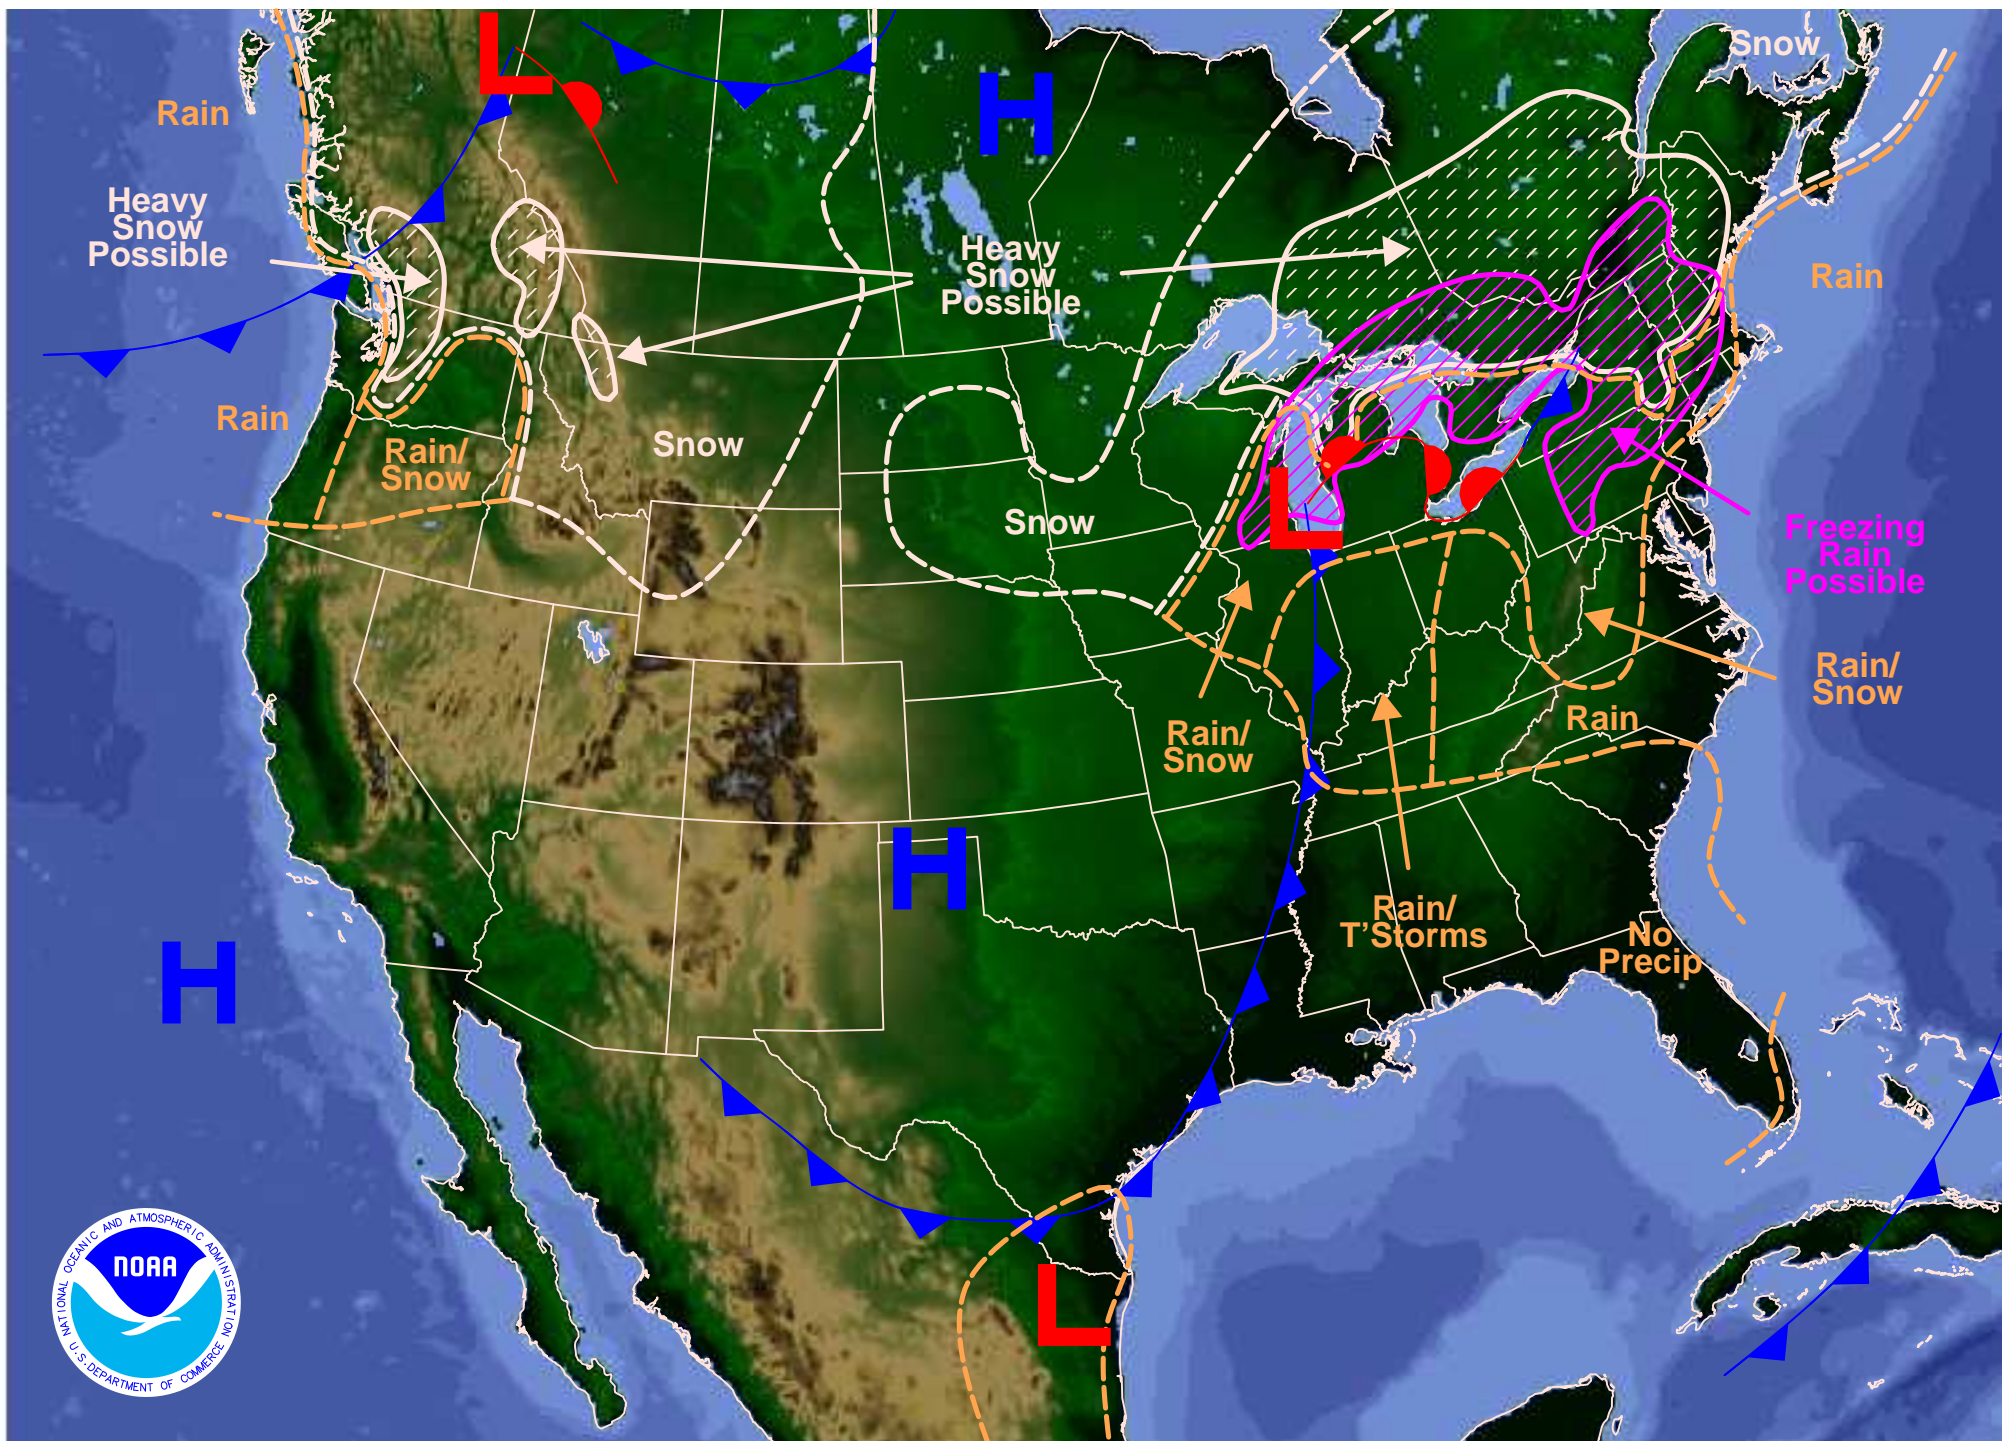 Snow
L
H
Rain
Heavy
Snow
Possible
Heavy
Snow
Possible
Rain
Rain
Rain/
Snow
Snow
Snow
Freezing
Rain
Possible
L
Rain/
Snow
Rain
Rain/
Snow
H
Rain/
T'Storms
No
Precip
H
L
NATIONAL OCEANIC AND ATMOSPHERIC ADMINISTRATION
NOAA
U.S. DEPARTMENT OF COMMERCE